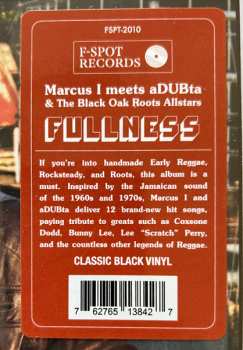 FSPT-2010
F-SPOT
RECORDS
Marcus I meets aDUBta
& The Black Oak Roots Allstars
FULLNESS
If you're into handmade Early Reggae,
Rocksteady, and Roots, this album is a
must. Inspired by the Jamaican sound
of the 1960s and 1970s, Marcus I and
aDUBta deliver 12 brand-new hit songs,
paying tribute to greats such as Coxsone
Dodd, Bunny Lee, Lee "Scratch" Perry,
and the countless other legends of Reggae.
CLASSIC BLACK VINYL
7 62765 13842 7